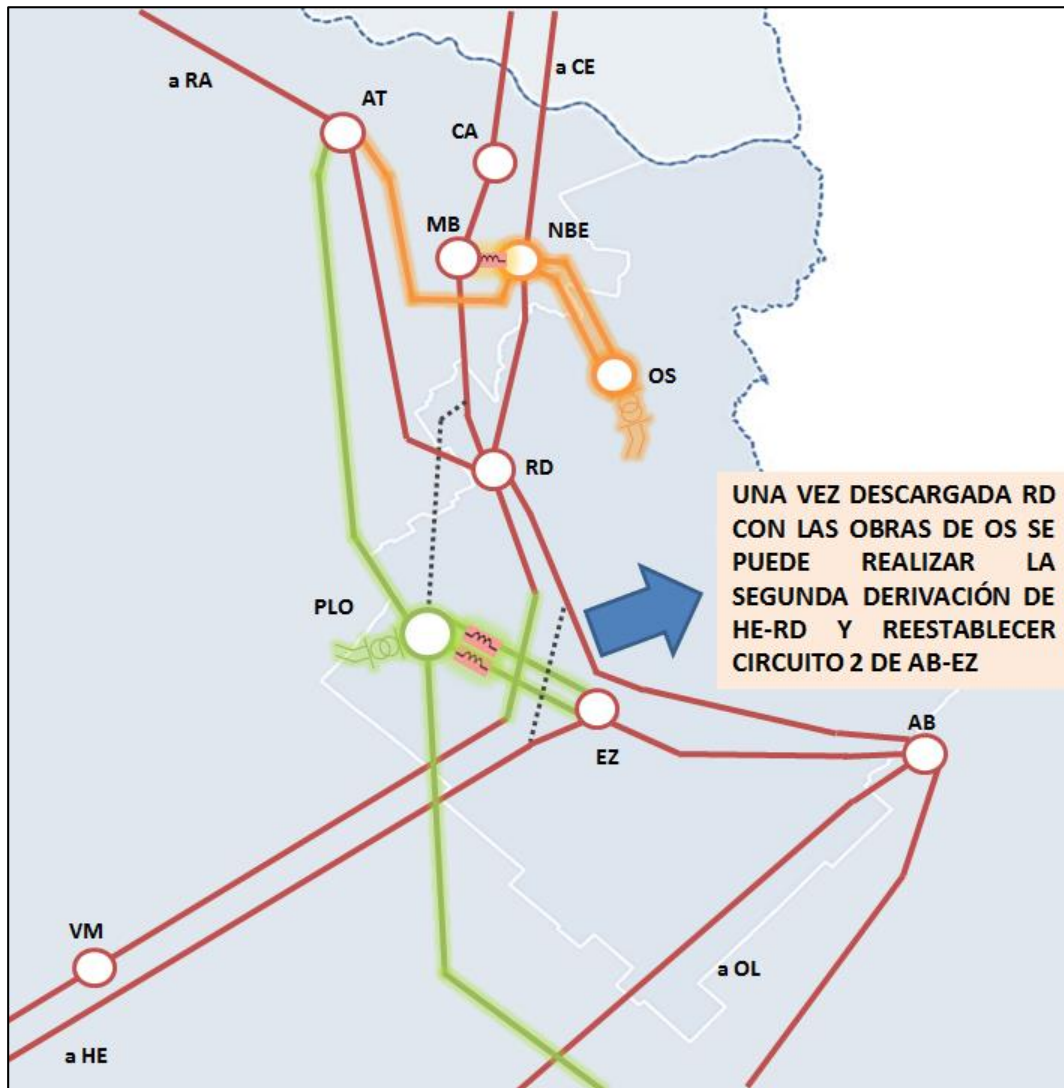 a RA
a CE
AT
CA
MB
NBE
OS
RD
UNA VEZ DESCARGADA RD
CON LAS OBRAS DE OS SE
PUEDE REALIZAR LA
SEGUNDA DERIVACIÓN DE
HE-RD Y REESTABLECER
CIRCUITO 2 DE AB-EZ
PLO
EZ
AB
VM
a OL
a HE